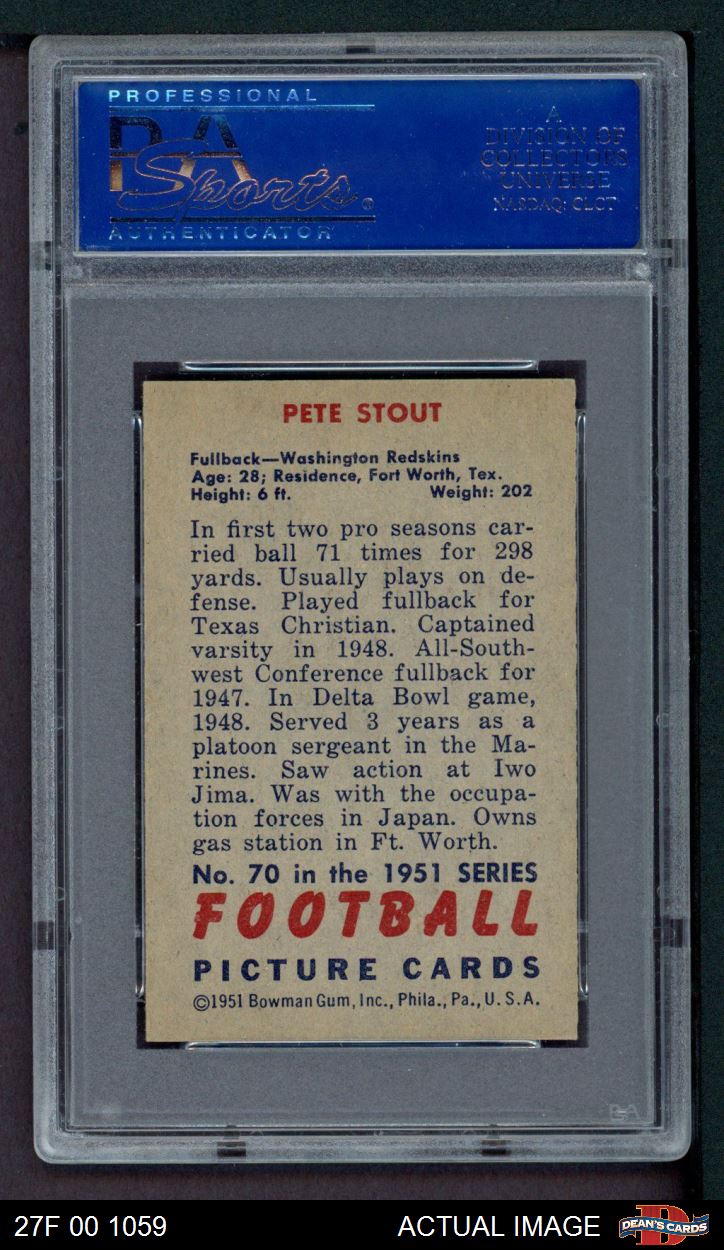 PROFESSIONAL
PSA
Sports®
AUTHENTICATOR
A
DIVISION OF
COLLECTORS
UNIVERSE
NASDAQ: CLCT
PETE STOUT
Fullback—Washington Redskins
Age: 28; Residence, Fort Worth, Tex.
Height: 6 ft. Weight: 202
In first two pro seasons car-
ried ball 71 times for 298
yards. Usually plays on de-
fense. Played fullback for
Texas Christian. Captained
varsity in 1948. All-South-
west Conference fullback for
1947. In Delta Bowl game,
1948. Served 3 years as a
platoon sergeant in the Ma-
rines. Saw action at Iwo
Jima. Was with the occupa-
tion forces in Japan. Owns
gas station in Ft. Worth.
No. 70 in the 1951 SERIES
FOOTBALL
PICTURE CARDS
©1951 Bowman Gum, Inc., Phila., Pa., U.S.A.
PSA
27F 00 1059 ACTUAL IMAGE DEAN'S CARDS